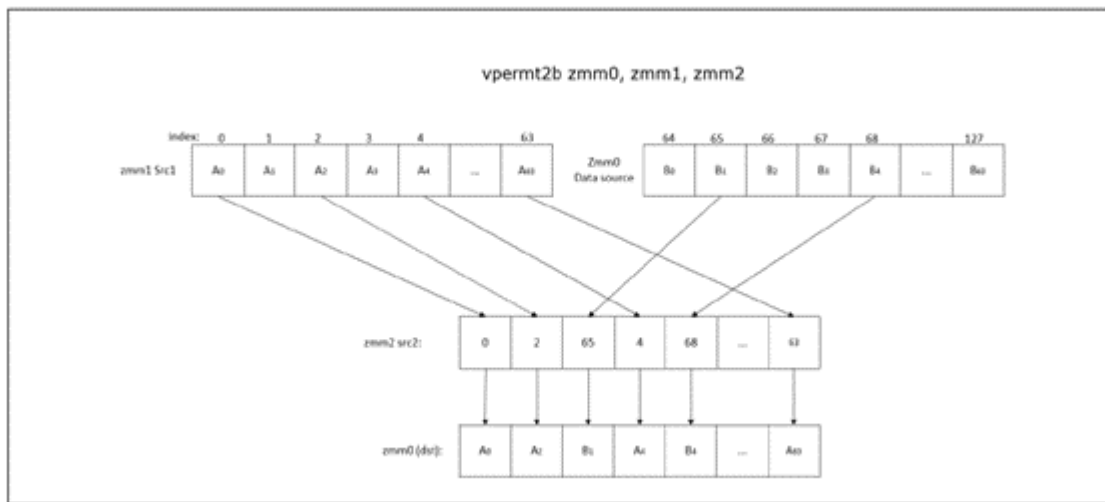 vpermt2b zmm0, zmm1, zmm2
index: 0 1 2 3 4 63 64 65 66 67 68 127
zmm1 Src1 A0 A1 A2 A3 A4 ... A63 Zmm0 B0 B1 B2 B3 B4 ... B63
Data source
zmm2 src2: 0 2 65 4 68 ... 63
zmm0 (dst): A0 A2 B1 A4 B4 ... A63